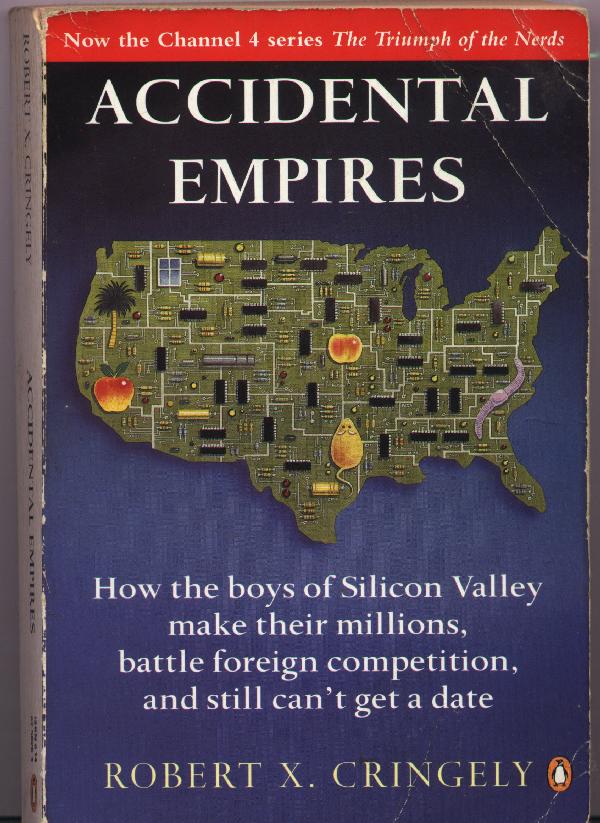 Now the Channel 4 series The Triumph of the Nerds
ACCIDENTAL
EMPIRES
How the boys of Silicon Valley
make their millions,
battle foreign competition,
and still can't get a date
ROBERT X. CRINGELY
ROBERT X. CRINGELY
ACCIDENTAL EMPIRES